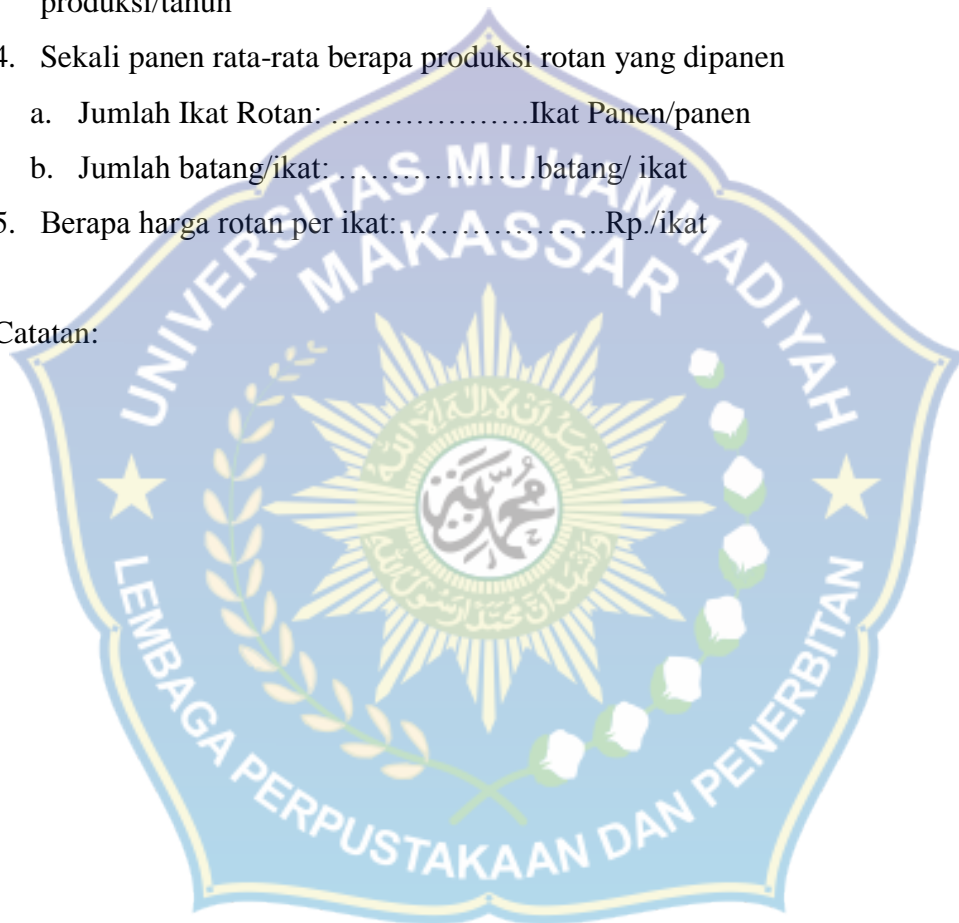 produksi/tahun
4. Sekali panen rata-rata berapa produksi rotan yang dipanen
a. Jumlah Ikat Rotan: ………………..Ikat Panen/panen
b. Jumlah batang/ikat: ………………..batang/ ikat
5. Berapa harga rotan per ikat:…………………Rp./ikat
Catatan:
UNIVERSITAS MUHAMMADIYAH
MAKASSAR
محمد
LEMBAGA PERPUSTAKAAN DAN PENERBITAN